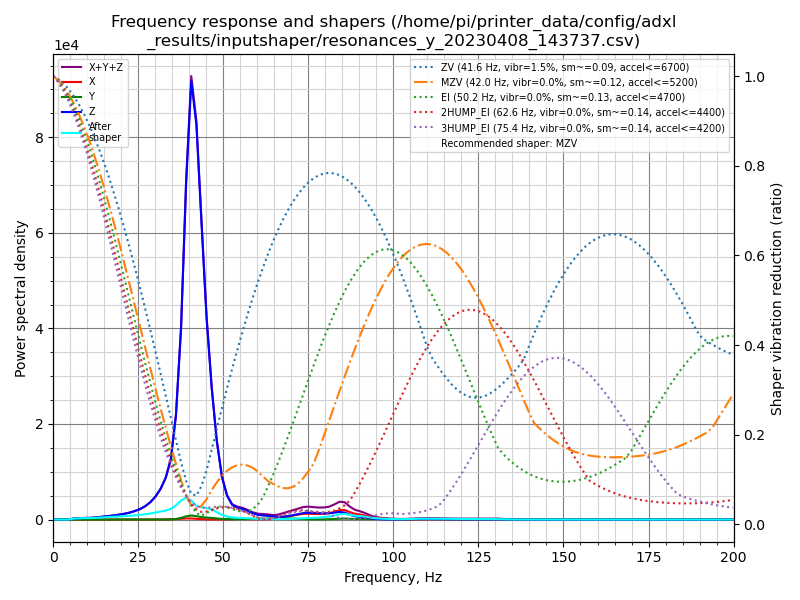 Frequency response and shapers (/home/pi/printer_data/config/adxl
_results/inputshaper/resonances_y_20230408_143737.csv)
1e4
X+Y+Z
X
Y
Z
After
shaper
ZV (41.6 Hz, vibr=1.5%, sm~=0.09, accel<=6700)
MZV (42.0 Hz, vibr=0.0%, sm~=0.12, accel<=5200)
EI (50.2 Hz, vibr=0.0%, sm~=0.13, accel<=4700)
2HUMP_EI (62.6 Hz, vibr=0.0%, sm~=0.14, accel<=4400)
3HUMP_EI (75.4 Hz, vibr=0.0%, sm~=0.14, accel<=4200)
Recommended shaper: MZV
Power spectral density
8
6
4
2
0
1.0
0.8
0.6
0.4
0.2
0.0
Shaper vibration reduction (ratio)
0 25 50 75 100 125 150 175 200
Frequency, Hz